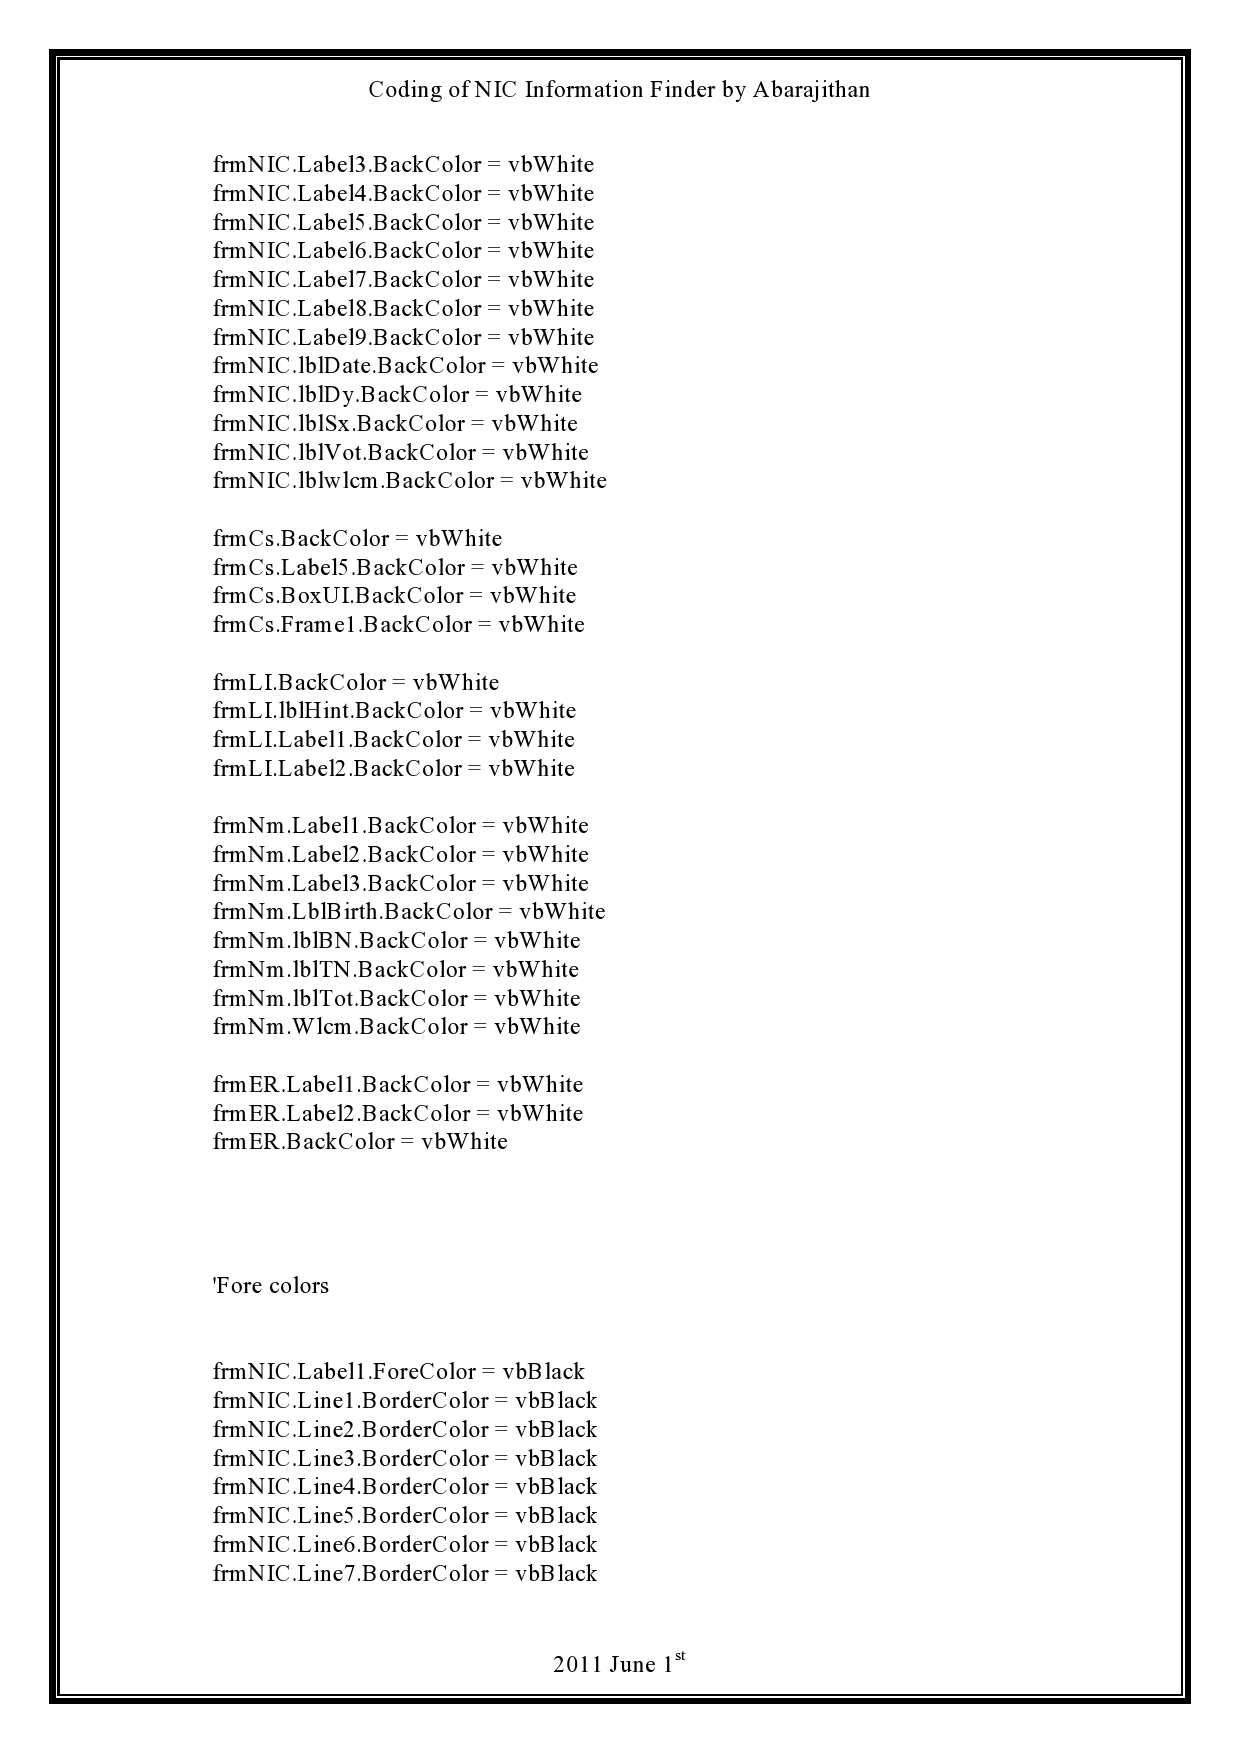 Coding of NIC Information Finder by Abarajithan
frmNIC.Label3.BackColor = vbWhite
frmNIC.Label4.BackColor = vbWhite
frmNIC.Label5.BackColor = vbWhite
frmNIC.Label6.BackColor = vbWhite
frmNIC.Label7.BackColor = vbWhite
frmNIC.Label8.BackColor = vbWhite
frmNIC.Label9.BackColor = vbWhite
frmNIC.lblDate.BackColor = vbWhite
frmNIC.lblDy.BackColor = vbWhite
frmNIC.lblSx.BackColor = vbWhite
frmNIC.lblVot.BackColor = vbWhite
frmNIC.lblwlcm.BackColor = vbWhite
frmCs.BackColor = vbWhite
frmCs.Label5.BackColor = vbWhite
frmCs.BoxUI.BackColor = vbWhite
frmCs.Frame1.BackColor = vbWhite
frmLI.BackColor = vbWhite
frmLI.lblHint.BackColor = vbWhite
frmLI.Label1.BackColor = vbWhite
frmLI.Label2.BackColor = vbWhite
frmNm.Label1.BackColor = vbWhite
frmNm.Label2.BackColor = vbWhite
frmNm.Label3.BackColor = vbWhite
frmNm.LblBirth.BackColor = vbWhite
frmNm.lblBN.BackColor = vbWhite
frmNm.lblTN.BackColor = vbWhite
frmNm.lblTot.BackColor = vbWhite
frmNm.Wlcm.BackColor = vbWhite
frmER.Label1.BackColor = vbWhite
frmER.Label2.BackColor = vbWhite
frmER.BackColor = vbWhite
'Fore colors
frmNIC.Label1.ForeColor = vbBlack
frmNIC.Line1.BorderColor = vbBlack
frmNIC.Line2.BorderColor = vbBlack
frmNIC.Line3.BorderColor = vbBlack
frmNIC.Line4.BorderColor = vbBlack
frmNIC.Line5.BorderColor = vbBlack
frmNIC.Line6.BorderColor = vbBlack
frmNIC.Line7.BorderColor = vbBlack
2011 June 1st